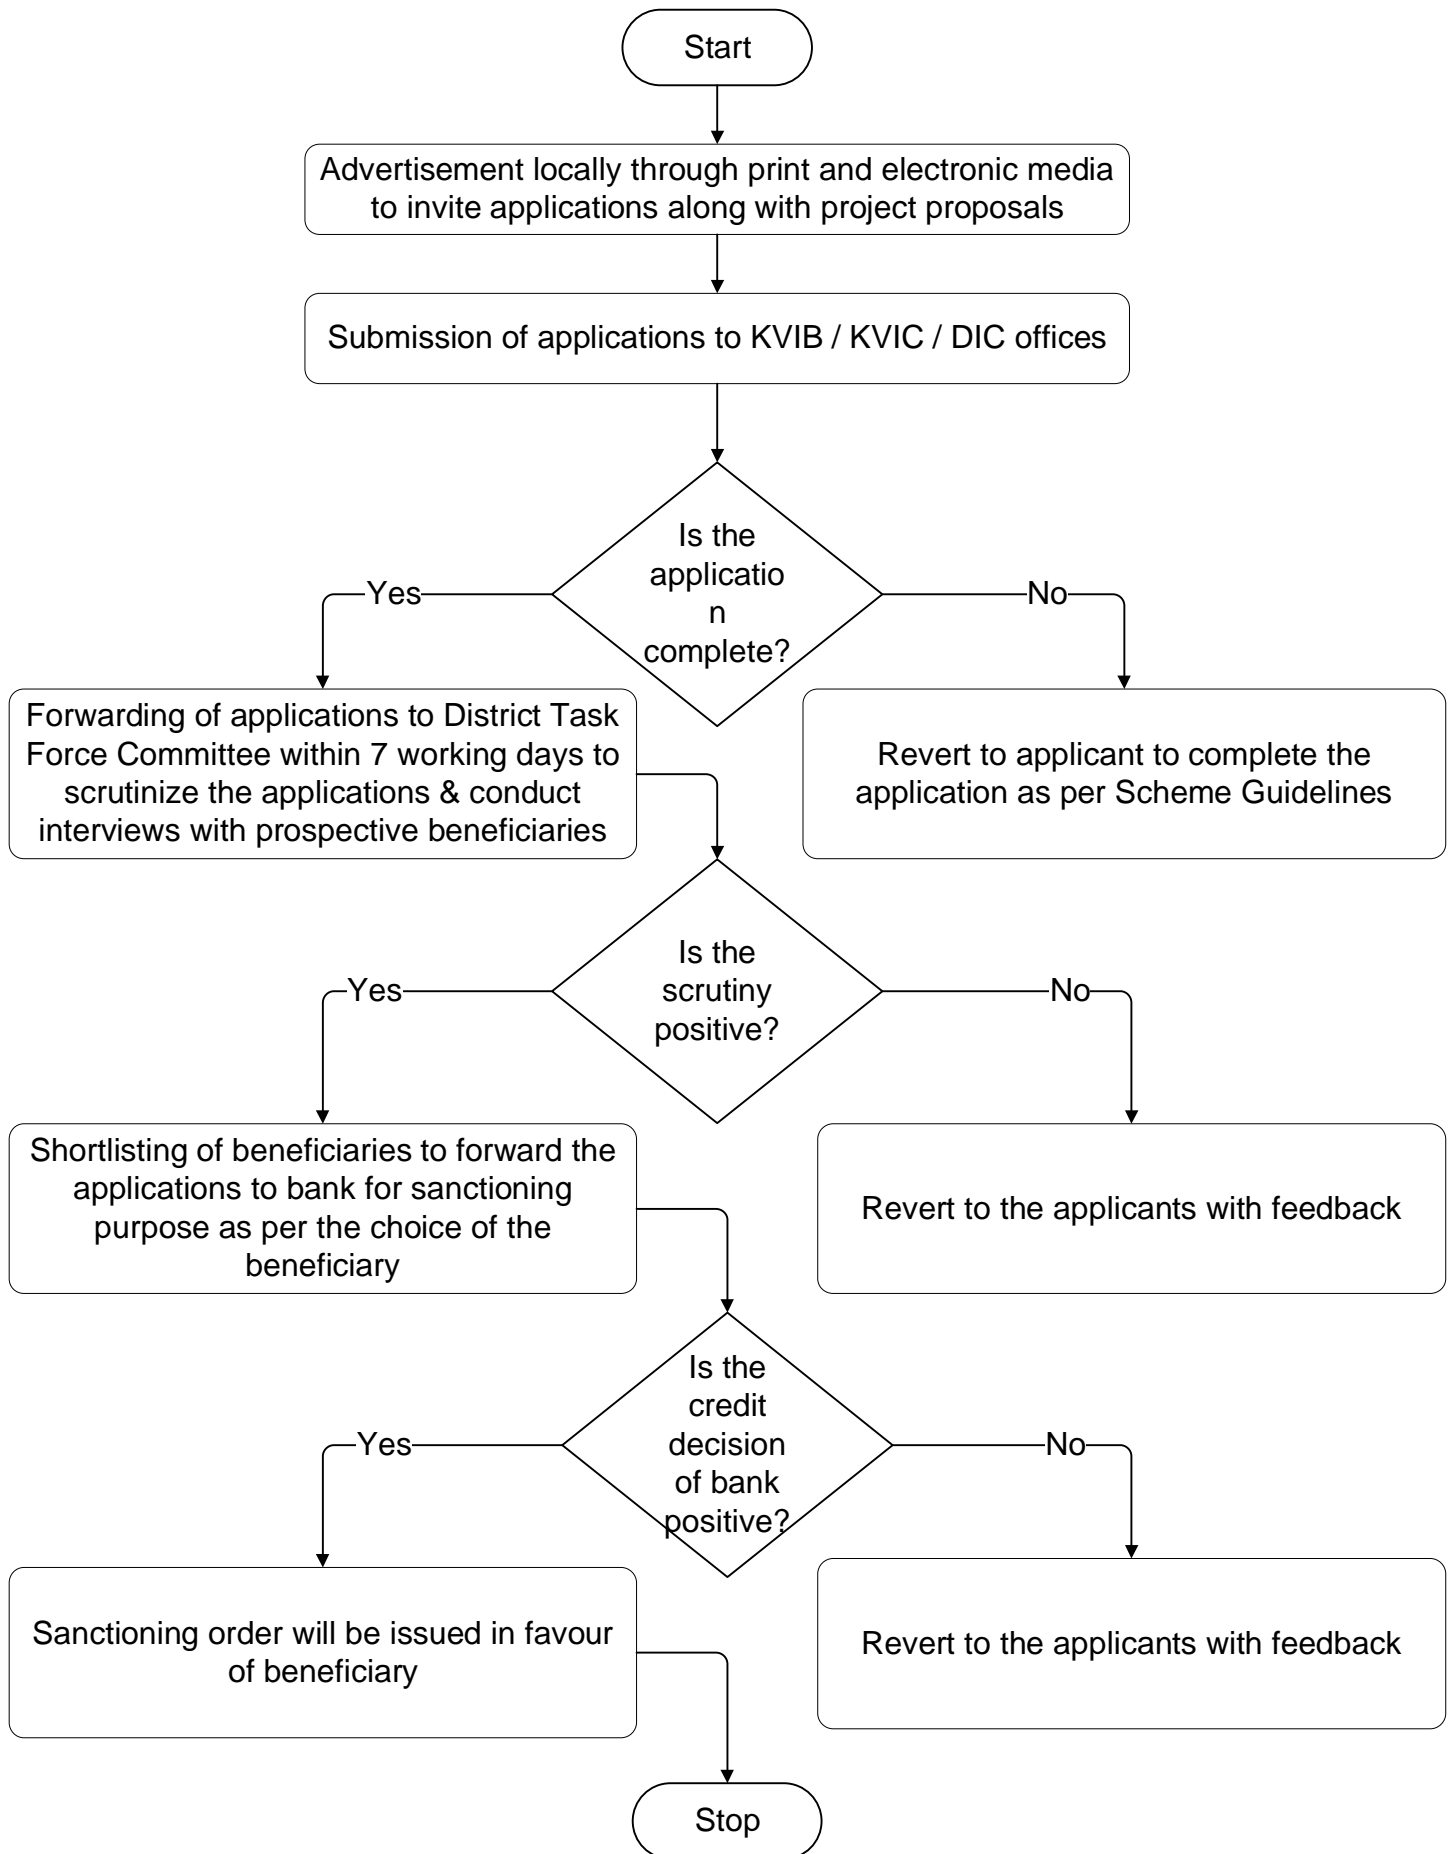 Start
Advertisement locally through print and electronic media
to invite applications along with project proposals
Submission of applications to KVIB / KVIC / DIC offices
Is the
applicatio
n
complete?
Yes
No
Forwarding of applications to District Task
Force Committee within 7 working days to
scrutinize the applications & conduct
interviews with prospective beneficiaries
Revert to applicant to complete the
application as per Scheme Guidelines
Is the
scrutiny
positive?
Yes
No
Shortlisting of beneficiaries to forward the
applications to bank for sanctioning
purpose as per the choice of the
beneficiary
Revert to the applicants with feedback
Is the
credit
decision
of bank
positive?
Yes
No
Sanctioning order will be issued in favour
of beneficiary
Revert to the applicants with feedback
Stop